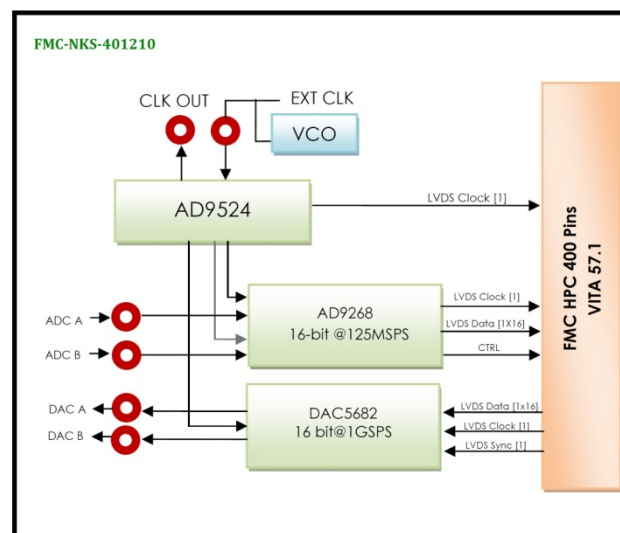 FMC-NKS-401210
CLK OUT
EXT CLK
VCO
AD9524
LVDS Clock [1]
FMC HPC 400 Pins
VITA 57.1
ADC A
ADC B
AD9268
16-bit @125MSPS
LVDS Clock [1]
LVDS Data [1X16]
CTRL
DAC A
DAC B
DAC5682
16 bit@1GSPS
LVDS Data [1x16]
LVDS Clock [1]
LVDS Sync [1]